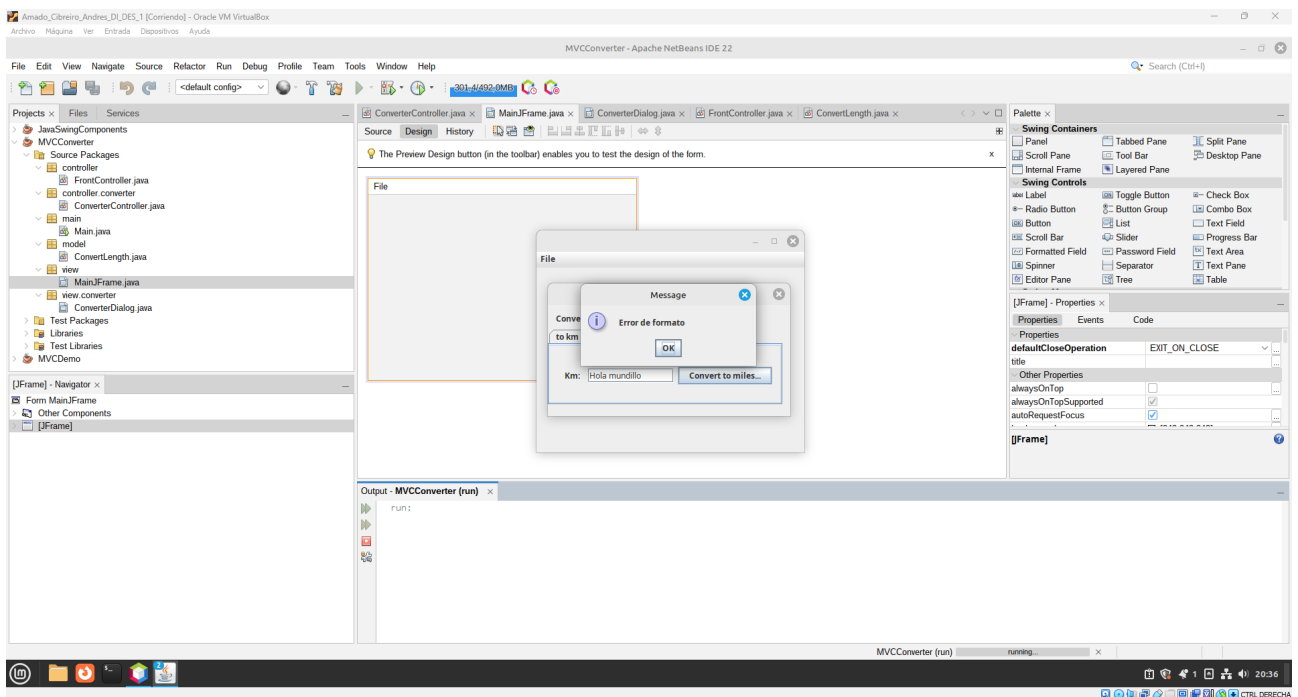 Amado_Cibreiro_Andres_DI_DES_1 [Corriendo] - Oracle VM VirtualBox
Archivo Máquina Ver Entrada Dispositivos Ayuda
MVCConverter - Apache NetBeans IDE 22
File Edit View Navigate Source Refactor Run Debug Profile Team Tools Window Help
Search (Ctrl+I)
<default config>
301,4/492,0MB
Projects Files Services
JavaSwingComponents
MVCConverter
Source Packages
controller
FrontController.java
controller.converter
ConverterController.java
main
Main.java
model
ConvertLength.java
view
MainJFrame.java
view.converter
ConverterDialog.java
Test Packages
Libraries
Test Libraries
MVCDemo
[JFrame] - Navigator
Form MainJFrame
Other Components
[JFrame]
ConverterController.java MainJFrame.java ConverterDialog.java FrontController.java ConvertLength.java
Source Design History
The Preview Design button (in the toolbar) enables you to test the design of the form. x
File
File
Conve
to km
Message
Error de formato
OK
Km: Hola mundillo Convert to miles...
Output - MVCConverter (run)
run:
Palette
Swing Containers
Panel Tabbed Pane Split Pane
Scroll Pane Tool Bar Desktop Pane
Internal Frame Layered Pane
Swing Controls
Label Toggle Button Check Box
Radio Button Button Group Combo Box
Button List Text Field
Scroll Bar Slider Progress Bar
Formatted Field Password Field Text Area
Spinner Separator Text Pane
Editor Pane Tree Table
[JFrame] - Properties
Properties Events Code
Properties
defaultCloseOperation EXIT_ON_CLOSE
title
Other Properties
alwaysOnTop
alwaysOnTopSupported
autoRequestFocus
[JFrame]
MVCConverter (run) running...
2
1 20:36
CTRL DERECHA